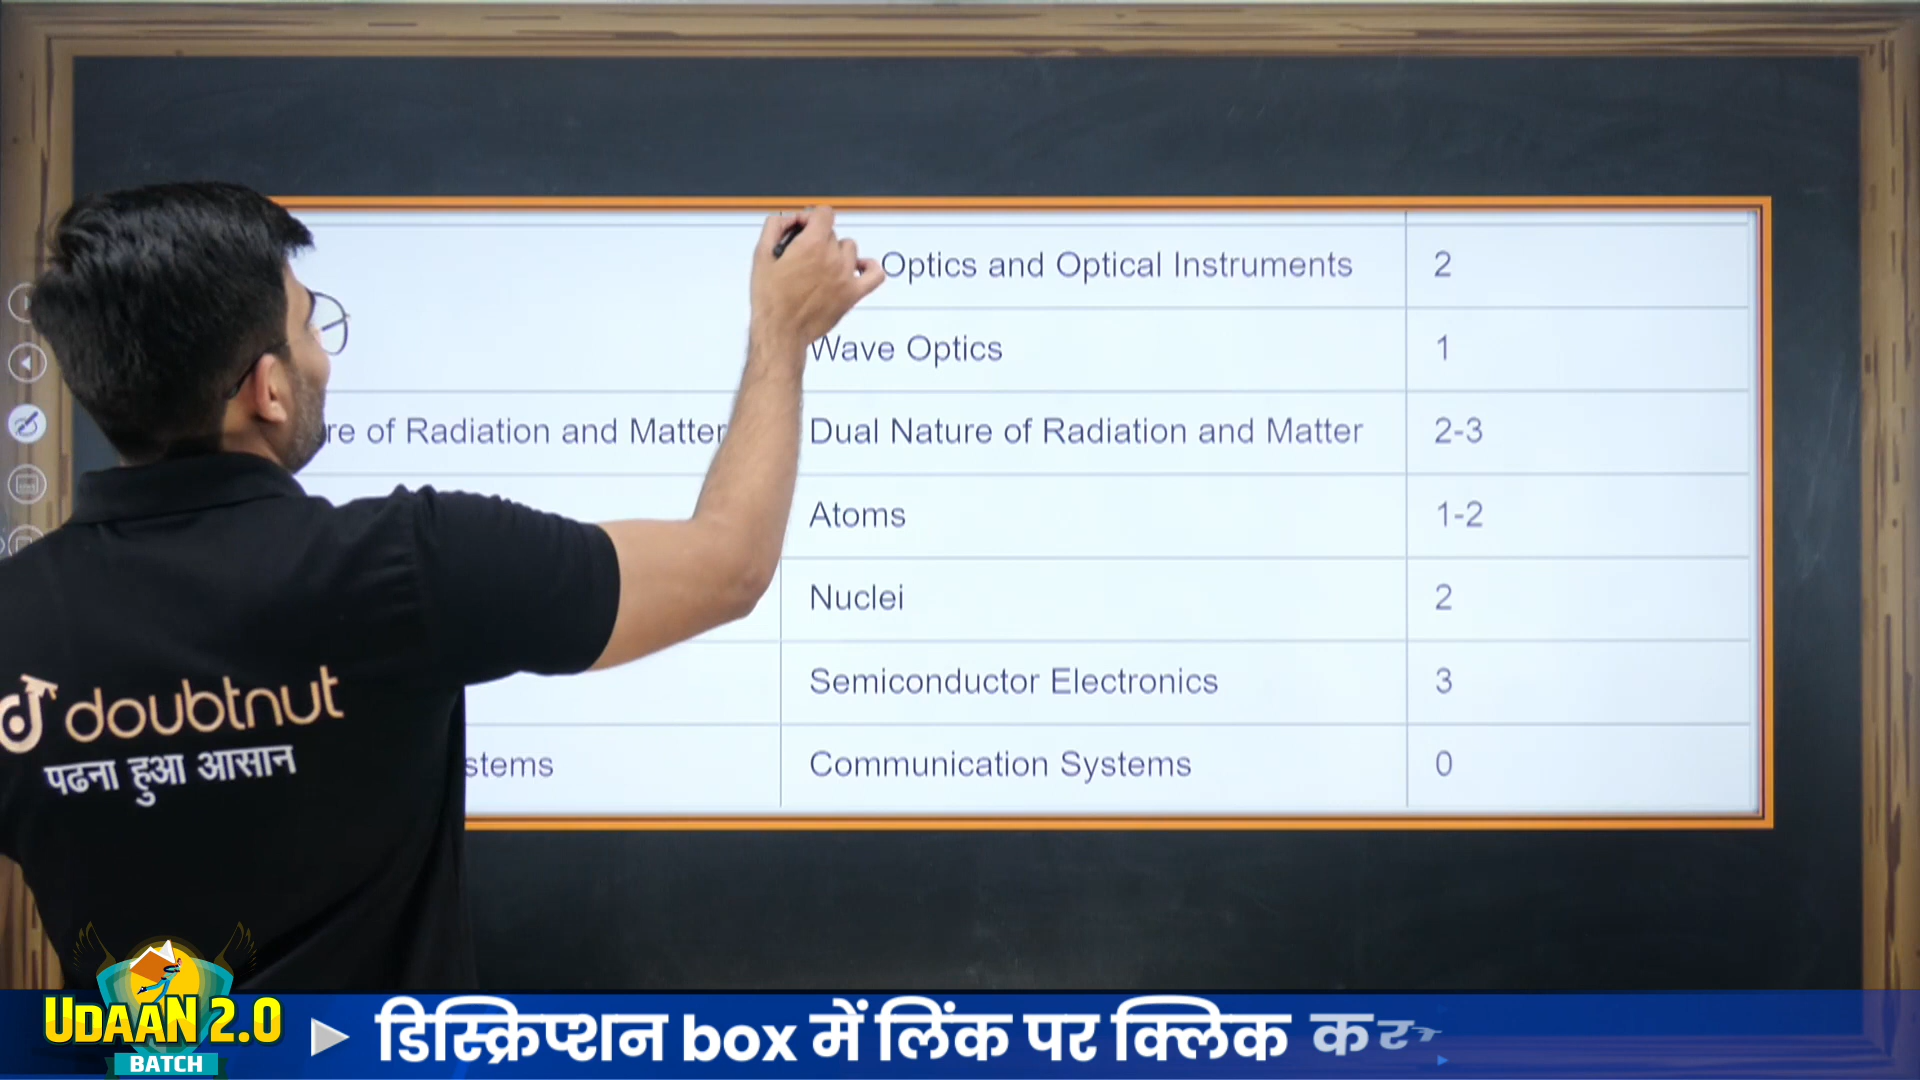 Optics and Optical Instruments 2
Wave Optics 1
re of Radiation and Matter Dual Nature of Radiation and Matter 2-3
Atoms 1-2
Nuclei 2
Semiconductor Electronics 3
stems Communication Systems 0
doubtnut
पढना हुआ आसान
UDAAN 2.0
BATCH
डिस्क्रिप्शन box में लिंक पर क्लिक